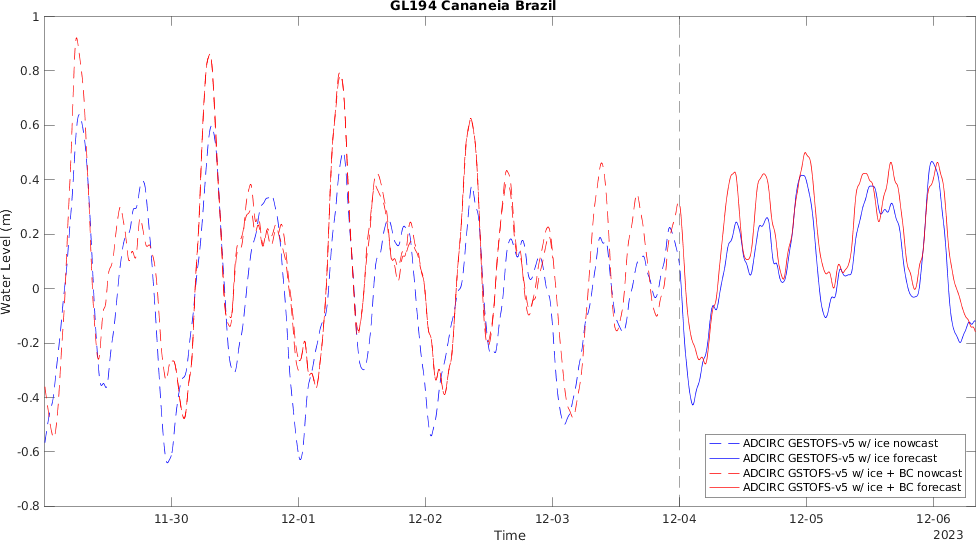 GL194 Cananeia Brazil
1
0.8
0.6
0.4
0.2
0
-0.2
-0.4
-0.6
-0.8
Water Level (m)
ADCIRC GESTOFS-v5 w/ ice nowcast
ADCIRC GESTOFS-v5 w/ ice forecast
ADCIRC GSTOFS-v5 w/ ice + BC nowcast
ADCIRC GSTOFS-v5 w/ ice + BC forecast
11-30 12-01 12-02 12-03 12-04 12-05 12-06
Time
2023